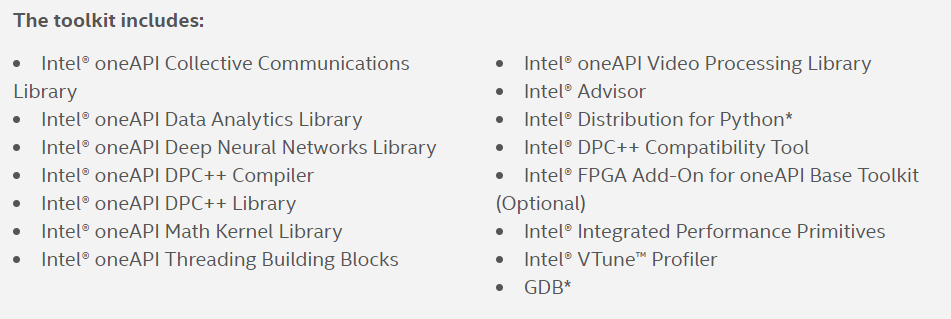 The toolkit includes:
• Intel® oneAPI Collective Communications
Library
• Intel® oneAPI Data Analytics Library
• Intel® oneAPI Deep Neural Networks Library
• Intel® oneAPI DPC++ Compiler
• Intel® oneAPI DPC++ Library
• Intel® oneAPI Math Kernel Library
• Intel® oneAPI Threading Building Blocks
• Intel® oneAPI Video Processing Library
• Intel® Advisor
• Intel® Distribution for Python*
• Intel® DPC++ Compatibility Tool
• Intel® FPGA Add-On for oneAPI Base Toolkit
(Optional)
• Intel® Integrated Performance Primitives
• Intel® VTune™ Profiler
• GDB*